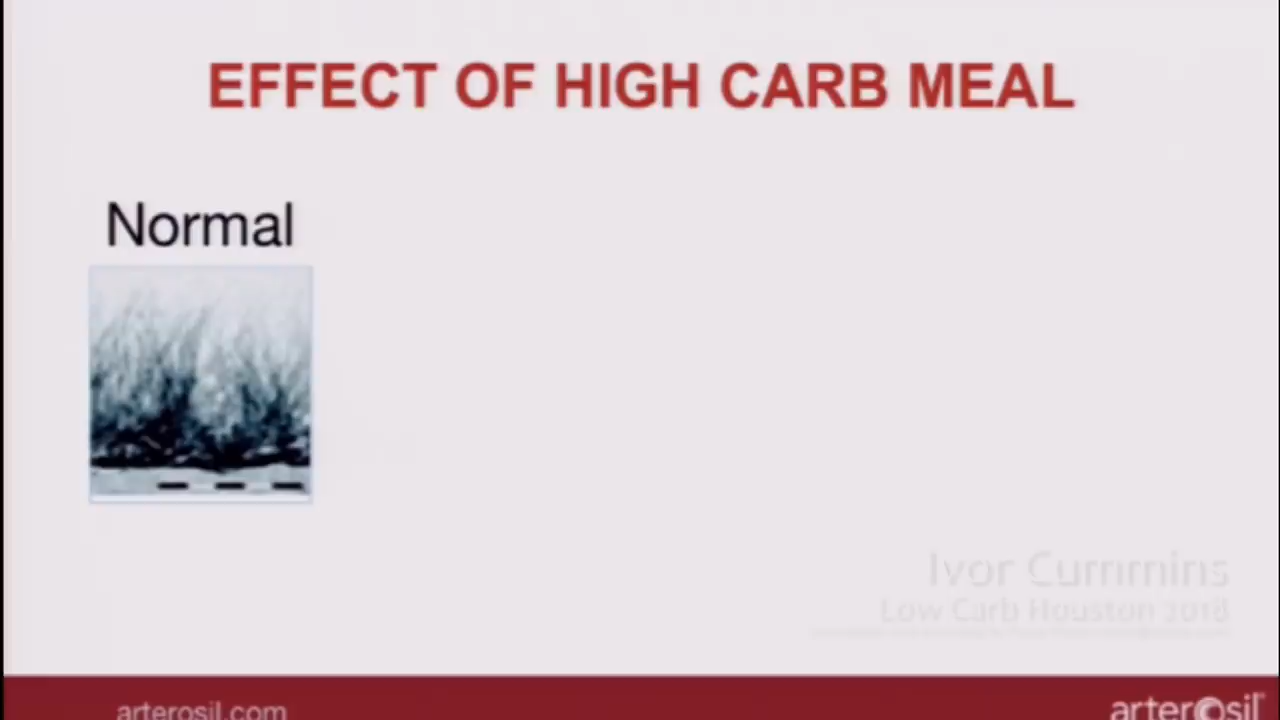 EFFECT OF HIGH CARB MEAL
Normal
Ivor Cummins
Low Carb Houston 2018
arterosil.com
arterosil